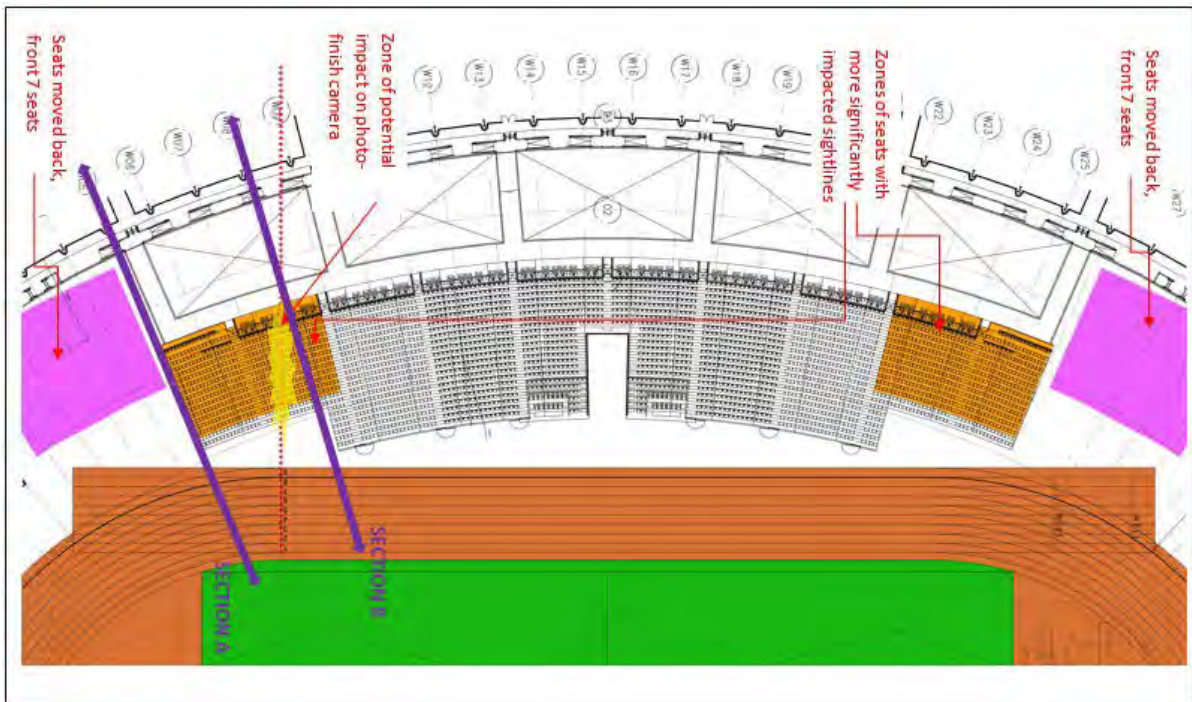 Seats moved back,
front 7 seats
Zone of potential
impact on photo-
finish camera
Zones of seats with
more significantly
impacted sightlines
Seats moved back,
front 7 seats
W06
W07
W08
W12
W13
W14
W15
W16
W17
W18
W19
W22
W23
W24
W25
W27
02
SECTION A
SECTION B